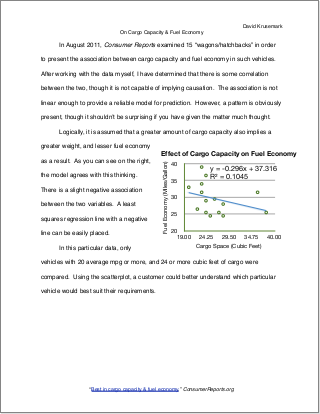 David Krusemark
On Cargo Capacity & Fuel Economy
In August 2011, Consumer Reports examined 15 "wagons/hatchbacks" in order
to present the association between cargo capacity and fuel economy in such vehicles.
After working with the data myself, I have determined that there is some correlation
between the two, though it is not capable of implying causation. The association is not
linear enough to provide a reliable model for prediction. However, a pattern is obviously
present, though it shouldn't be surprising if you have given the matter much thought.
Logically, it is assumed that a greater amount of cargo capacity also implies a
greater weight, and lesser fuel economy
as a result. As you can see on the right,
the model agrees with this thinking.
There is a slight negative association
between the two variables. A least
squares regression line with a negative
line can be easily placed.
Effect of Cargo Capacity on Fuel Economy
Fuel Economy (Miles/Gallon)
40
35
30
25
20
y = -0.296x + 37.316
R² = 0.1045
19.00 24.25 29.50 34.75 40.00
Cargo Space (Cubic Feet)
In this particular data, only
vehicles with 20 average mpg or more, and 24 or more cubic feet of cargo were
compared. Using the scatterplot, a customer could better understand which particular
vehicle would best suit their requirements.
"Best in cargo capacity & fuel economy" ConsumerReports.org